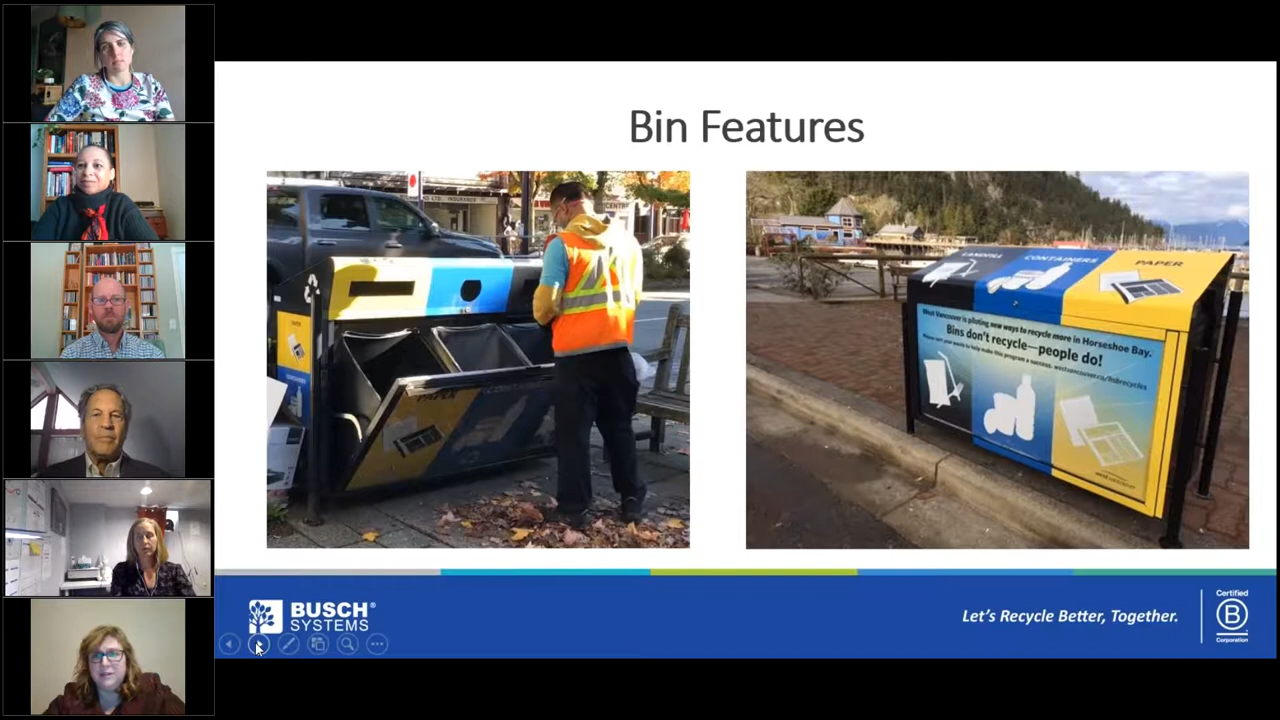 Bin Features
LANDFILL
CONTAINERS
PAPER
West Vancouver is piloting new ways to recycle more in Horseshoe Bay.
Bins don't recycle—people do!
PAPER
PAPER
BUSCH®
SYSTEMS
Let's Recycle Better, Together.
Certified
B
Corporation